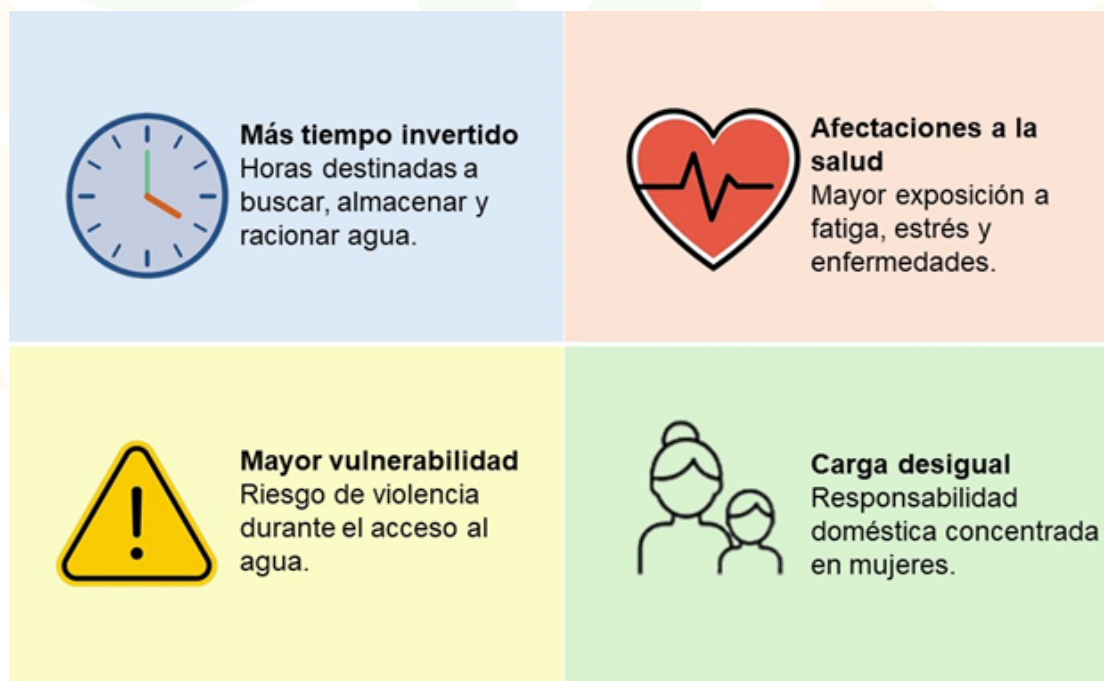 Más tiempo invertido
Horas destinadas a
buscar, almacenar y
racionar agua.
Afectaciones a la
salud
Mayor exposición a
fatiga, estrés y
enfermedades.
Mayor vulnerabilidad
Riesgo de violencia
durante el acceso al
agua.
Carga desigual
Responsabilidad
doméstica concentrada
en mujeres.